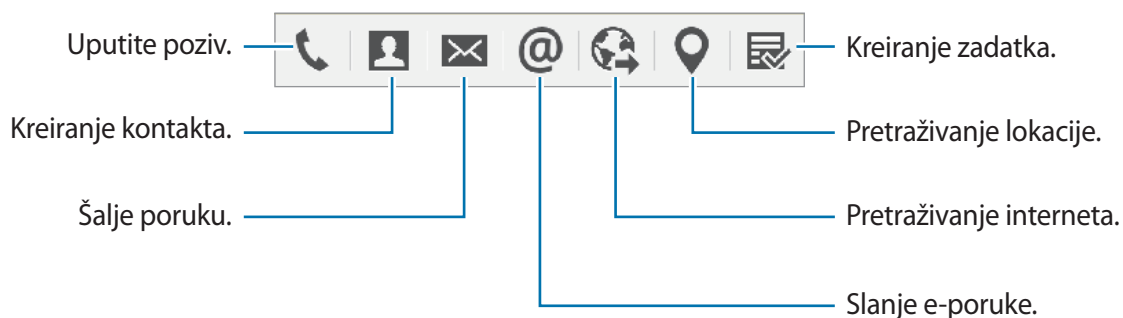 Uputite poziv.
Kreiranje kontakta.
Šalje poruku.
@
Kreiranje zadatka.
Pretraživanje lokacije.
Pretraživanje interneta.
Slanje e-poruke.